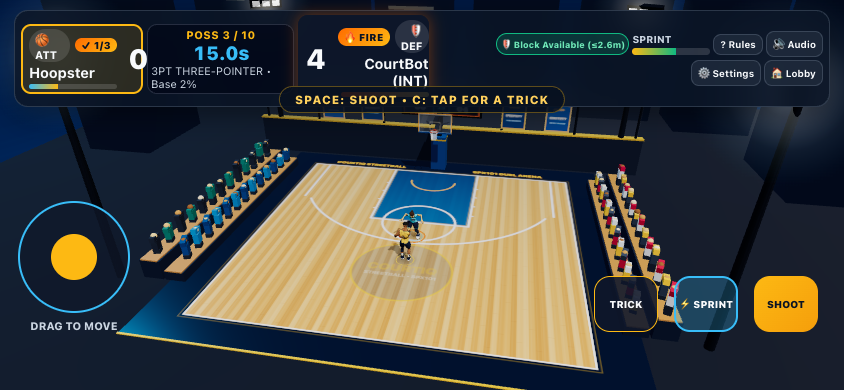 ATT
✓ 1/3
Hoopster
0
POSS 3 / 10
15.0s
3PT THREE-POINTER •
Base 2%
4
FIRE
DEF
CourtBot
(INT)
Block Available (≤2.6m)
SPRINT
? Rules
Audio
Settings
Lobby
SPACE: SHOOT • C: TAP FOR A TRICK
DRAG TO MOVE
TRICK
⚡ SPRINT
SHOOT